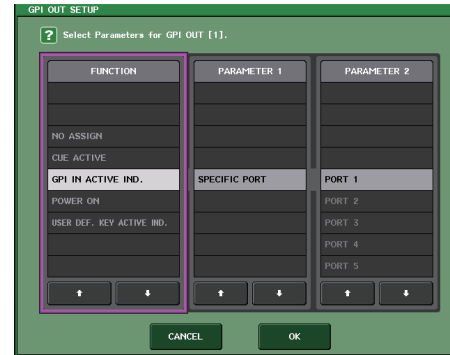 GPI OUT SETUP
? Select Parameters for GPI OUT [1].
FUNCTION
NO ASSIGN
CUE ACTIVE
GPI IN ACTIVE IND.
POWER ON
USER DEF. KEY ACTIVE IND.
PARAMETER 1
SPECIFIC PORT
PARAMETER 2
PORT 1
PORT 2
PORT 3
PORT 4
PORT 5
CANCEL
OK